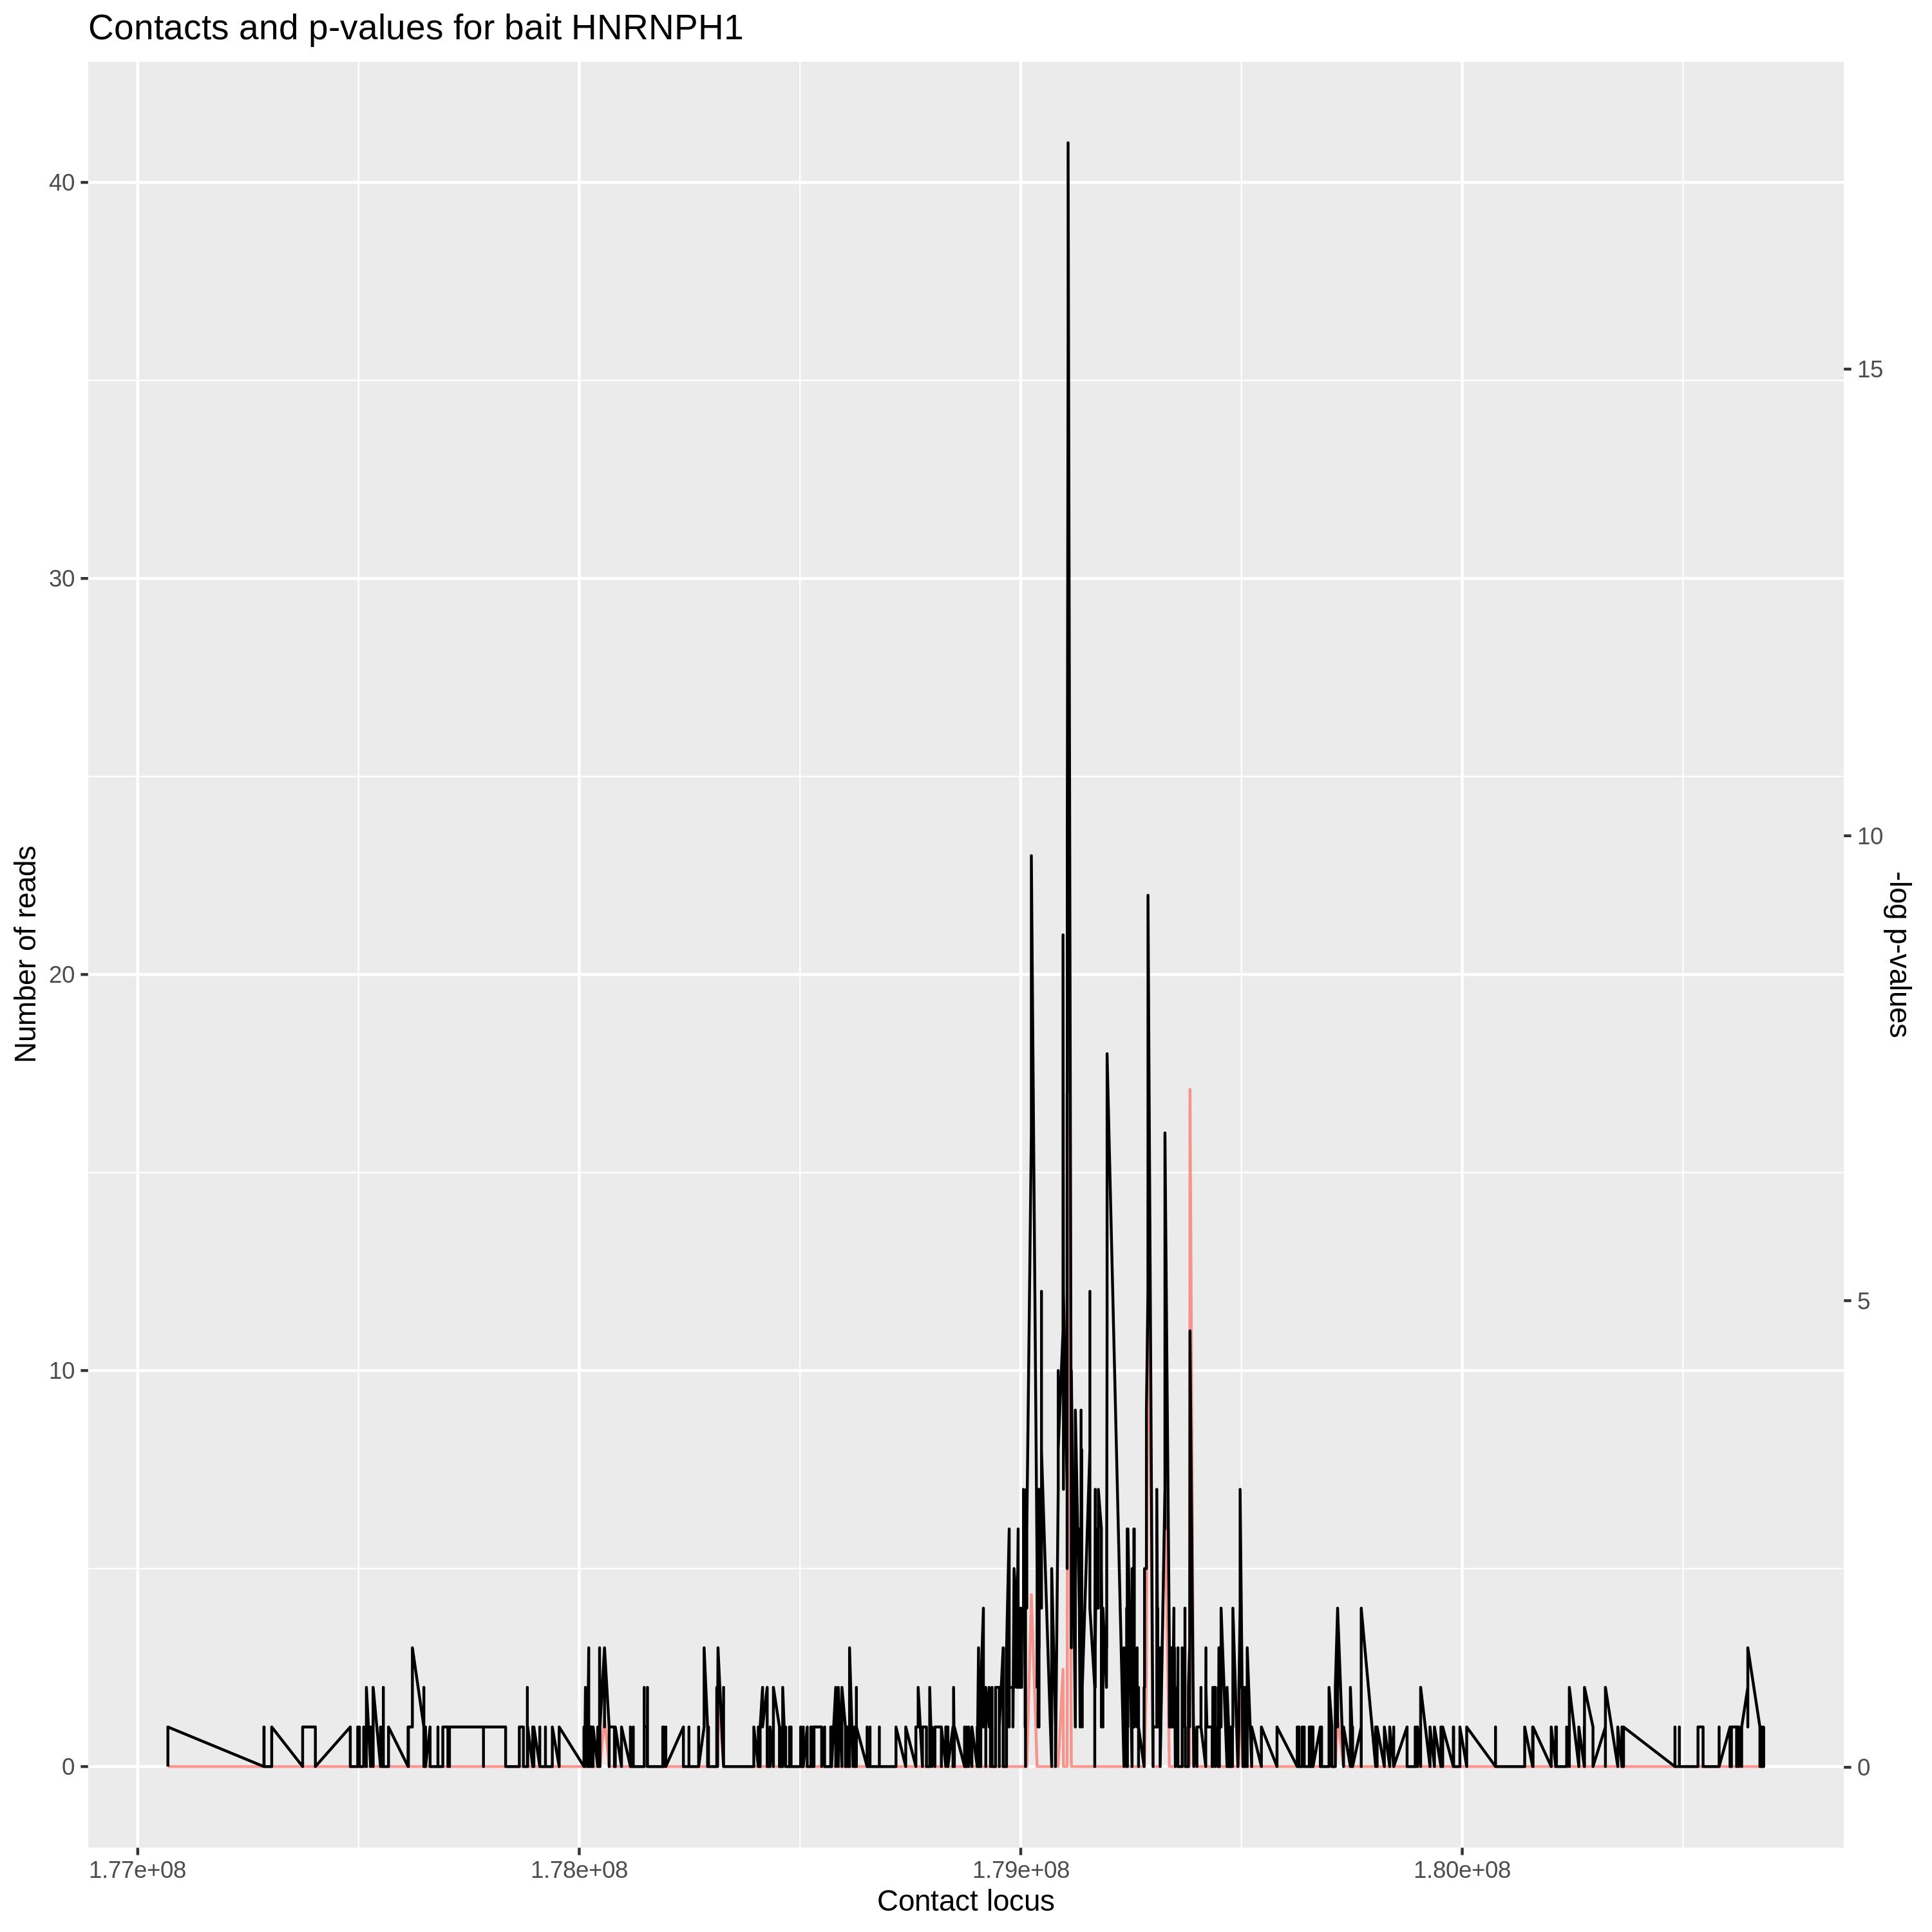 Contacts and p-values for bait HNRNPH1
40
30
20
10
0
15
10
5
0
Number of reads
-log p-values
1.77e+08 1.78e+08 1.79e+08 1.80e+08
Contact locus